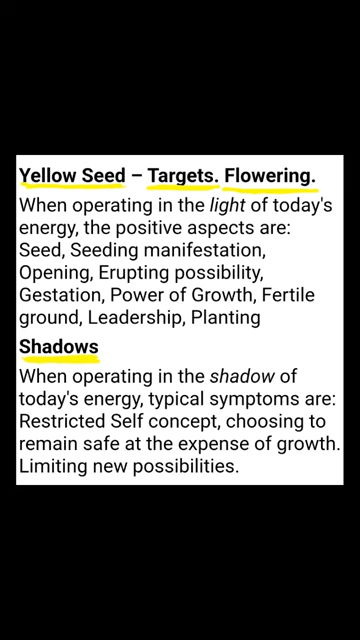 Yellow Seed – Targets. Flowering.
When operating in the light of today's
energy, the positive aspects are:
Seed, Seeding manifestation,
Opening, Erupting possibility,
Gestation, Power of Growth, Fertile
ground, Leadership, Planting
Shadows
When operating in the shadow of
today's energy, typical symptoms are:
Restricted Self concept, choosing to
remain safe at the expense of growth.
Limiting new possibilities.